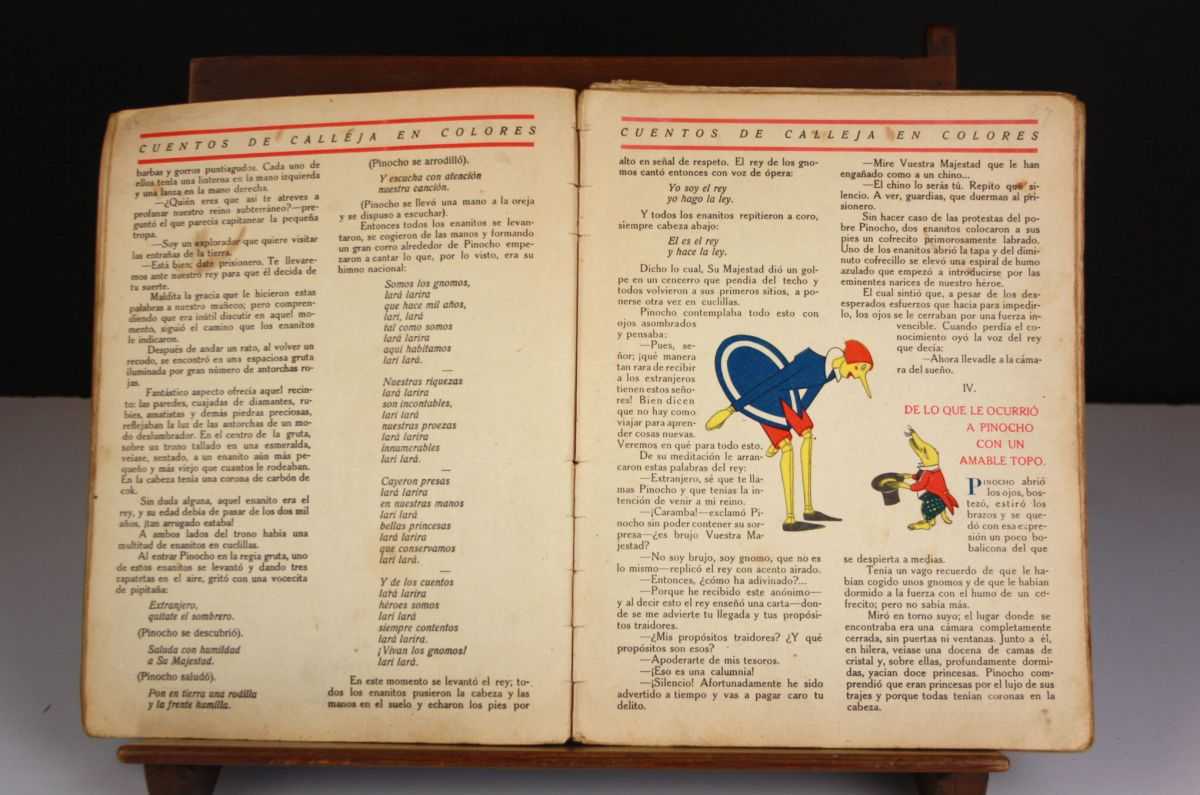 CUENTOS DE CALLEJA EN COLORES
barbas y gorros puntiagudos. Cada uno de
ellos tenía una linterna en la mano izquierda
y una lanza en la mano derecha.
—¿Quién eres que así te atreves a
profanar nuestro reino subterráneo?—pre-
guntó el que parecía capitanear la pequeña
tropa.
—Soy un explorador que quiere visitar
las entrañas de la tierra.
—Está bien; date prisionero. Te llevare-
mos ante nuestro rey para que él decida de
tu suerte.
Maldita la gracia que le hicieron estas
palabras a nuestro muñeco; pero compren-
diendo que era inútil discutir en aquel mo-
mento, siguió el camino que los enanitos
le indicaron.
Después de andar un rato, al volver un
recodo, se encontró en una espaciosa gruta
iluminada por gran número de antorchas ro-
jas.
Fantástico aspecto ofrecía aquel recin-
to: las paredes, cuajadas de diamantes, ru-
bíes, amatistas y demás piedras preciosas,
reflejaban la luz de las antorchas de un mo-
do deslumbrador. En el centro de la gruta,
sobre un trono tallado en una esmeralda,
veíase, sentado, a un enanito aún más pe-
queño y más viejo que cuantos le rodeaban.
En la cabeza tenía una corona de carbón de
cok.
Sin duda alguna, aquel enanito era el
rey, y su edad debía de pasar de los dos mil
años, ¡tan arrugado estaba!
A ambos lados del trono había una
multitud de enanitos en cuclillas.
Al entrar Pinocho en la regia gruta, uno
de estos enanitos se levantó y dando tres
zapatetas en el aire, gritó con una vocecita
de pipitaña:
Extranjero,
quítate el sombrero.
(Pinocho se descubrió).
Saluda con humildad
a Su Majestad.
(Pinocho saludó).
Pon en tierra una rodilla
y la frente humilla.
(Pinocho se arrodilló).
Y escucha con atención
nuestra canción.
(Pinocho se llevó una mano a la oreja
y se dispuso a escuchar).
Entonces todos los enanitos se levan-
taron, se cogieron de las manos y formando
un gran corro alrededor de Pinocho empe-
zaron a cantar lo que, por lo visto, era su
himno nacional:
Somos los gnomos,
lará larira
que hace mil años,
larí, lará
tal como somos
lará larira
aquí habitamos
larí lará.
—
Nuestras riquezas
lará larira
son incontables,
larí lará
nuestras proezas
lará larira
innumerables
larí lará.
—
Cayeron presas
lará larira
en nuestras manos
larí lará
bellas princesas
lará larira
que conservamos
larí lará.
—
Y de los cuentos
lará larira
héroes somos
larí lará
siempre contentos
lará larira.
¡Vivan los gnomos!
larí lará.
En este momento se levantó el rey; to-
dos los enanitos pusieron la cabeza y las
manos en el suelo y echaron los pies por
CUENTOS DE CALLEJA EN COLORES
alto en señal de respeto. El rey de los gno-
mos cantó entonces con voz de ópera:
Yo soy el rey
yo hago la ley.
Y todos los enanitos repitieron a coro,
siempre cabeza abajo:
El es el rey
y hace la ley.
Dicho lo cual, Su Majestad dió un gol-
pe en un cencerro que pendía del techo y
todos volvieron a sus primeros sitios, a po-
nerse otra vez en cuclillas.
Pinocho contemplaba todo esto con
ojos asombrados
y pensaba:
—Pues, se-
ñor; ¡qué manera
tan rara de recibir
a los extranjeros
tienen estos seño-
res! Bien dicen
que no hay como
viajar para apren-
der cosas nuevas.
Veremos en qué para todo esto.
De su meditación le arran-
caron estas palabras del rey:
—Extranjero, sé que te lla-
mas Pinocho y que tenías la in-
tención de venir a mi reino.
—¡Caramba!—exclamó Pi-
nocho sin poder contener su sor-
presa—¿es brujo Vuestra Ma-
jestad?
—No soy brujo, soy gnomo, que no es
lo mismo—replicó el rey con acento airado.
—Entonces, ¿cómo ha adivinado?...
—Porque he recibido este anónimo—
y al decir esto el rey enseñó una carta—don-
de se me advierte tu llegada y tus propósi-
tos traidores.
—¿Mis propósitos traidores? ¿Y qué
propósitos son esos?
—Apoderarte de mis tesoros.
—¡Eso es una calumnia!
—¡Silencio! Afortunadamente he sido
advertido a tiempo y vas a pagar caro tu
delito.
—Mire Vuestra Majestad que le han
engañado como a un chino...
—El chino lo serás tú. Repito que si-
lencio. A ver, guardias, que duerman al pri-
sionero.
Sin hacer caso de las protestas del po-
bre Pinocho, dos enanitos colocaron a sus
pies un cofrecito primorosamente labrado.
Uno de los enanitos abrió la tapa y del dimi-
nuto cofrecillo se elevó una espiral de humo
azulado que empezó a introducirse por las
eminentes narices de nuestro héroe.
El cual sintió que, a pesar de los des-
esperados esfuerzos que hacía para impedir-
lo, los ojos se le cerraban por una fuerza in-
vencible. Cuando perdía el co-
nocimiento oyó la voz del rey
que decía:
—Ahora llevadle a la cáma-
ra del sueño.
IV.
DE LO QUE LE OCURRIÓ
A PINOCHO
CON UN
AMABLE TOPO.
PINOCHO abrió
los ojos, bos-
tezó, estiró los
brazos y se que-
dó con esa expre-
sión un poco bo-
balicona del que
se despierta a medias.
Tenía un vago recuerdo de que le ha-
bían cogido unos gnomos y de que le habían
dormido a la fuerza con el humo de un co-
frecito; pero no sabía más.
Miró en torno suyo; el lugar donde se
encontraba era una cámara completamente
cerrada, sin puertas ni ventanas. Junto a él,
en hilera, veíase una docena de camas de
cristal y, sobre ellas, profundamente dormi-
das, yacían doce princesas. Pinocho com-
prendió que eran princesas por el lujo de sus
trajes y porque todas tenían coronas en la
cabeza.